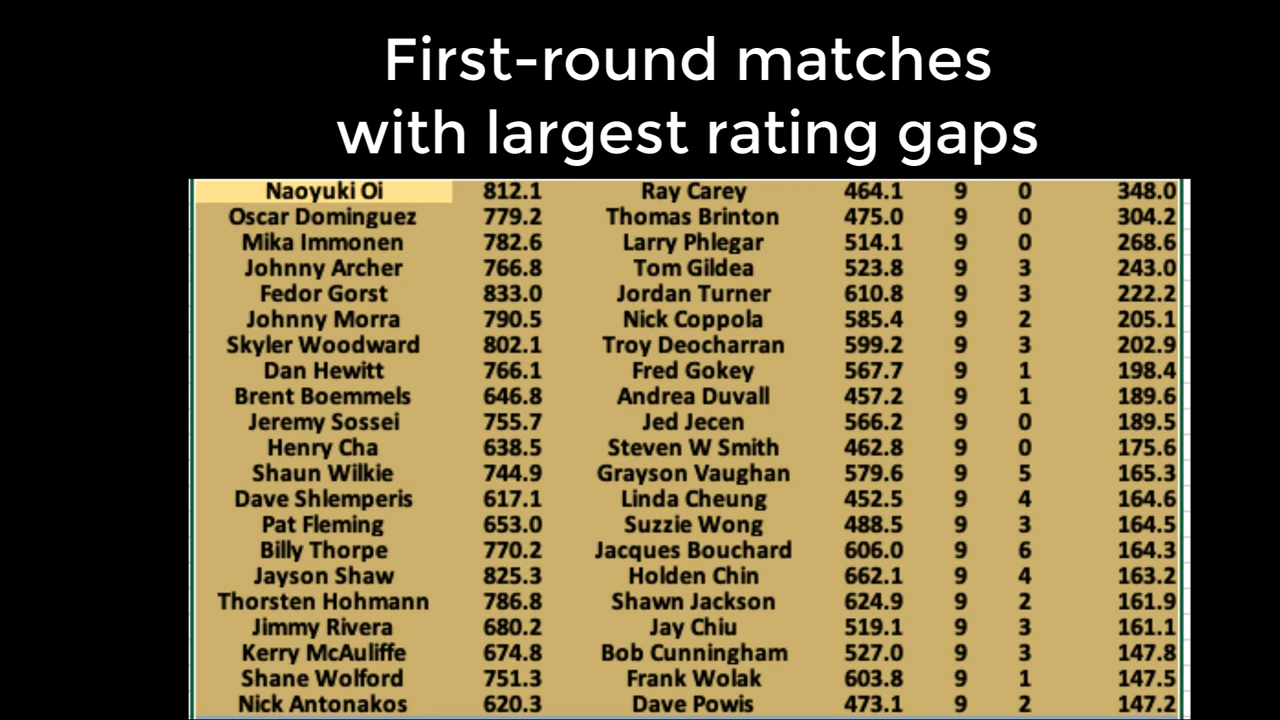 First-round matches
with largest rating gaps
Naoyuki Oi 812.1 Ray Carey 464.1 9 0 348.0
Oscar Dominguez 779.2 Thomas Brinton 475.0 9 0 304.2
Mika Immonen 782.6 Larry Phlegar 514.1 9 0 268.6
Johnny Archer 766.8 Tom Gildea 523.8 9 3 243.0
Fedor Gorst 833.0 Jordan Turner 610.8 9 3 222.2
Johnny Morra 790.5 Nick Coppola 585.4 9 2 205.1
Skyler Woodward 802.1 Troy Deocharran 599.2 9 3 202.9
Dan Hewitt 766.1 Fred Gokey 567.7 9 1 198.4
Brent Boemmels 646.8 Andrea Duvall 457.2 9 1 189.6
Jeremy Sossei 755.7 Jed Jecen 566.2 9 0 189.5
Henry Cha 638.5 Steven W Smith 462.8 9 0 175.6
Shaun Wilkie 744.9 Grayson Vaughan 579.6 9 5 165.3
Dave Shlemperis 617.1 Linda Cheung 452.5 9 4 164.6
Pat Fleming 653.0 Suzzie Wong 488.5 9 3 164.5
Billy Thorpe 770.2 Jacques Bouchard 606.0 9 6 164.3
Jayson Shaw 825.3 Holden Chin 662.1 9 4 163.2
Thorsten Hohmann 786.8 Shawn Jackson 624.9 9 2 161.9
Jimmy Rivera 680.2 Jay Chiu 519.1 9 3 161.1
Kerry McAuliffe 674.8 Bob Cunningham 527.0 9 3 147.8
Shane Wolford 751.3 Frank Wolak 603.8 9 1 147.5
Nick Antonakos 620.3 Dave Powis 473.1 9 2 147.2